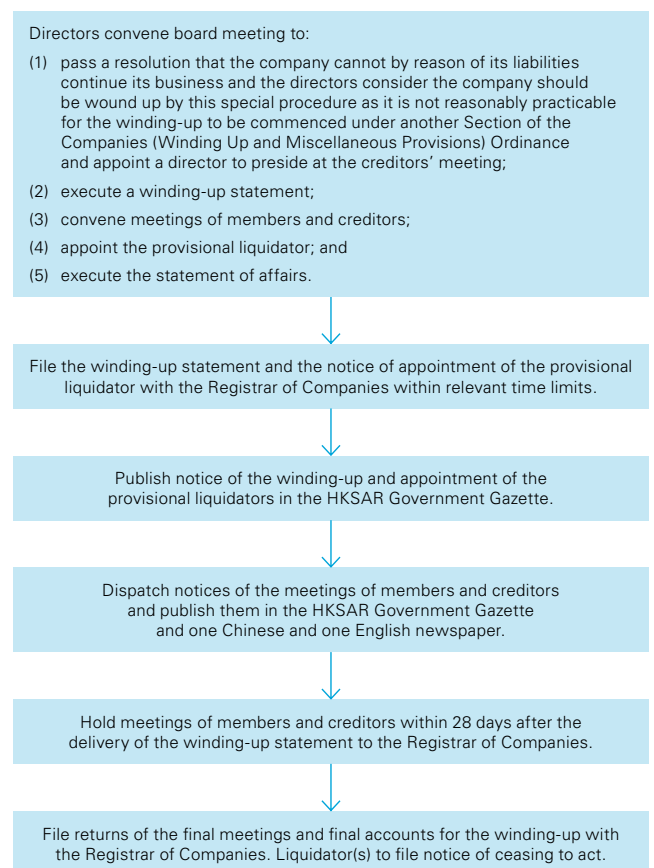 Directors convene board meeting to:
(1) pass a resolution that the company cannot by reason of its liabilities
continue its business and the directors consider the company should
be wound up by this special procedure as it is not reasonably practicable
for the winding-up to be commenced under another Section of the
Companies (Winding Up and Miscellaneous Provisions) Ordinance
and appoint a director to preside at the creditors’ meeting;
(2) execute a winding-up statement;
(3) convene meetings of members and creditors;
(4) appoint the provisional liquidator; and
(5) execute the statement of affairs.
File the winding-up statement and the notice of appointment of the provisional
liquidator with the Registrar of Companies within relevant time limits.
Publish notice of the winding-up and appointment of the
provisional liquidators in the HKSAR Government Gazette.
Dispatch notices of the meetings of members and creditors
and publish them in the HKSAR Government Gazette
and one Chinese and one English newspaper.
Hold meetings of members and creditors within 28 days after the
delivery of the winding-up statement to the Registrar of Companies.
File returns of the final meetings and final accounts for the winding-up with
the Registrar of Companies. Liquidator(s) to file notice of ceasing to act.